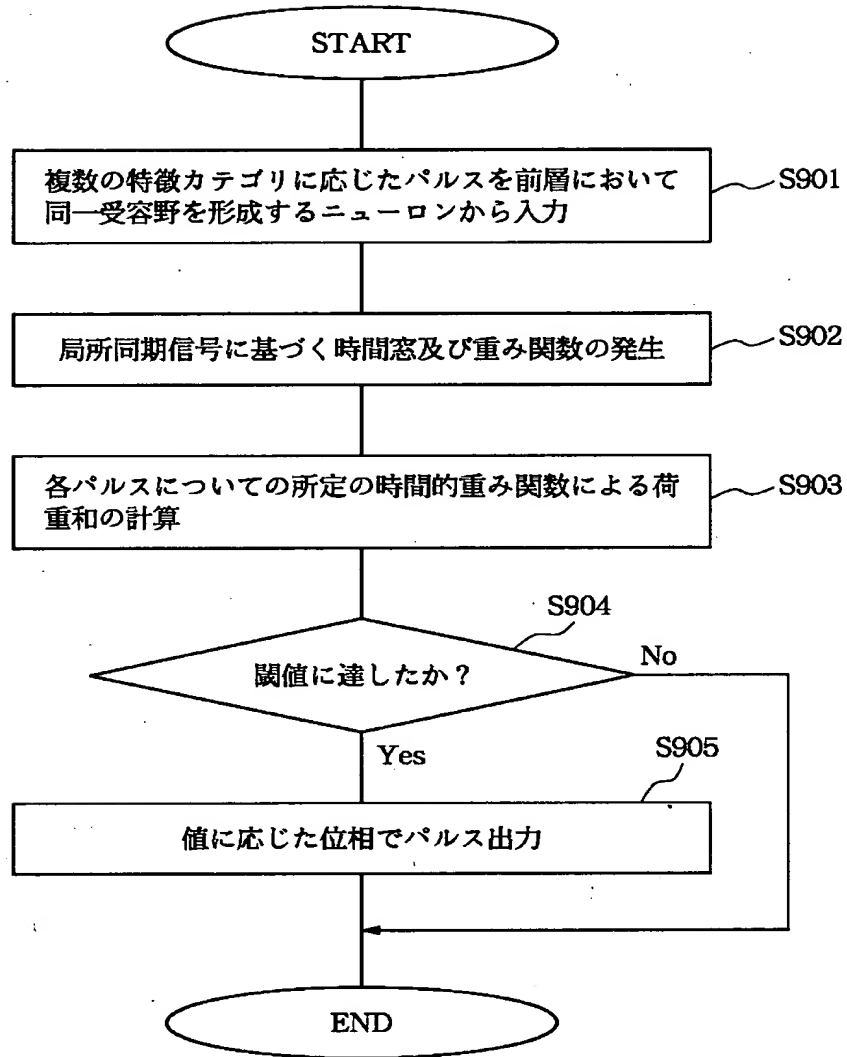 START
複数の特徴カテゴリに応じたパルスを前層において
同一受容野を形成するニューロンから入力
S901
局所同期信号に基づく時間窓及び重み関数の発生
S902
各パルスについての所定の時間的重み関数による荷
重和の計算
S903
S904
閾値に達したか？
No
Yes
S905
値に応じた位相でパルス出力
END